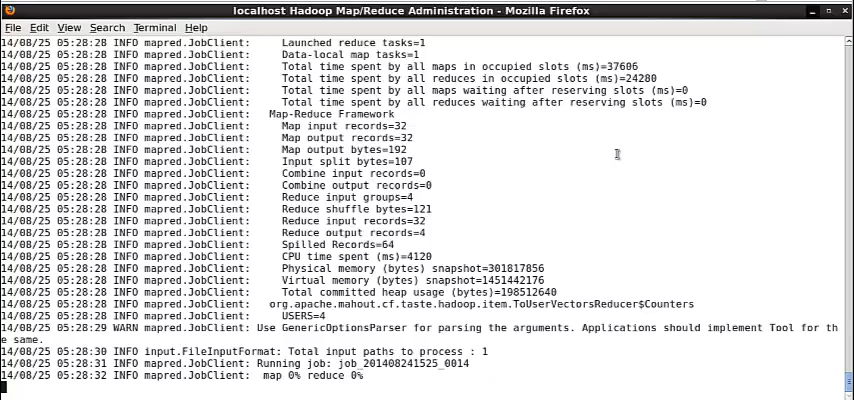 localhost Hadoop Map/Reduce Administration - Mozilla Firefox
File Edit View Search Terminal Help
14/08/25 05:28:28 INFO mapred.JobClient: Launched reduce tasks=1
14/08/25 05:28:28 INFO mapred.JobClient: Data-local map tasks=1
14/08/25 05:28:28 INFO mapred.JobClient: Total time spent by all maps in occupied slots (ms)=37606
14/08/25 05:28:28 INFO mapred.JobClient: Total time spent by all reduces in occupied slots (ms)=24280
14/08/25 05:28:28 INFO mapred.JobClient: Total time spent by all maps waiting after reserving slots (ms)=0
14/08/25 05:28:28 INFO mapred.JobClient: Total time spent by all reduces waiting after reserving slots (ms)=0
14/08/25 05:28:28 INFO mapred.JobClient: Map-Reduce Framework
14/08/25 05:28:28 INFO mapred.JobClient: Map input records=32
14/08/25 05:28:28 INFO mapred.JobClient: Map output records=32
14/08/25 05:28:28 INFO mapred.JobClient: Map output bytes=192
14/08/25 05:28:28 INFO mapred.JobClient: Input split bytes=107
14/08/25 05:28:28 INFO mapred.JobClient: Combine input records=0
14/08/25 05:28:28 INFO mapred.JobClient: Combine output records=0
14/08/25 05:28:28 INFO mapred.JobClient: Reduce input groups=4
14/08/25 05:28:28 INFO mapred.JobClient: Reduce shuffle bytes=121
14/08/25 05:28:28 INFO mapred.JobClient: Reduce input records=32
14/08/25 05:28:28 INFO mapred.JobClient: Reduce output records=4
14/08/25 05:28:28 INFO mapred.JobClient: Spilled Records=64
14/08/25 05:28:28 INFO mapred.JobClient: CPU time spent (ms)=4120
14/08/25 05:28:28 INFO mapred.JobClient: Physical memory (bytes) snapshot=301817856
14/08/25 05:28:28 INFO mapred.JobClient: Virtual memory (bytes) snapshot=1451442176
14/08/25 05:28:28 INFO mapred.JobClient: Total committed heap usage (bytes)=198512640
14/08/25 05:28:28 INFO mapred.JobClient: org.apache.mahout.cf.taste.hadoop.item.ToUserVectorsReducer$Counters
14/08/25 05:28:28 INFO mapred.JobClient: USERS=4
14/08/25 05:28:29 WARN mapred.JobClient: Use GenericOptionsParser for parsing the arguments. Applications should implement Tool for th
e same.
14/08/25 05:28:30 INFO input.FileInputFormat: Total input paths to process : 1
14/08/25 05:28:31 INFO mapred.JobClient: Running job: job_201408241525_0014
14/08/25 05:28:32 INFO mapred.JobClient: map 0% reduce 0%